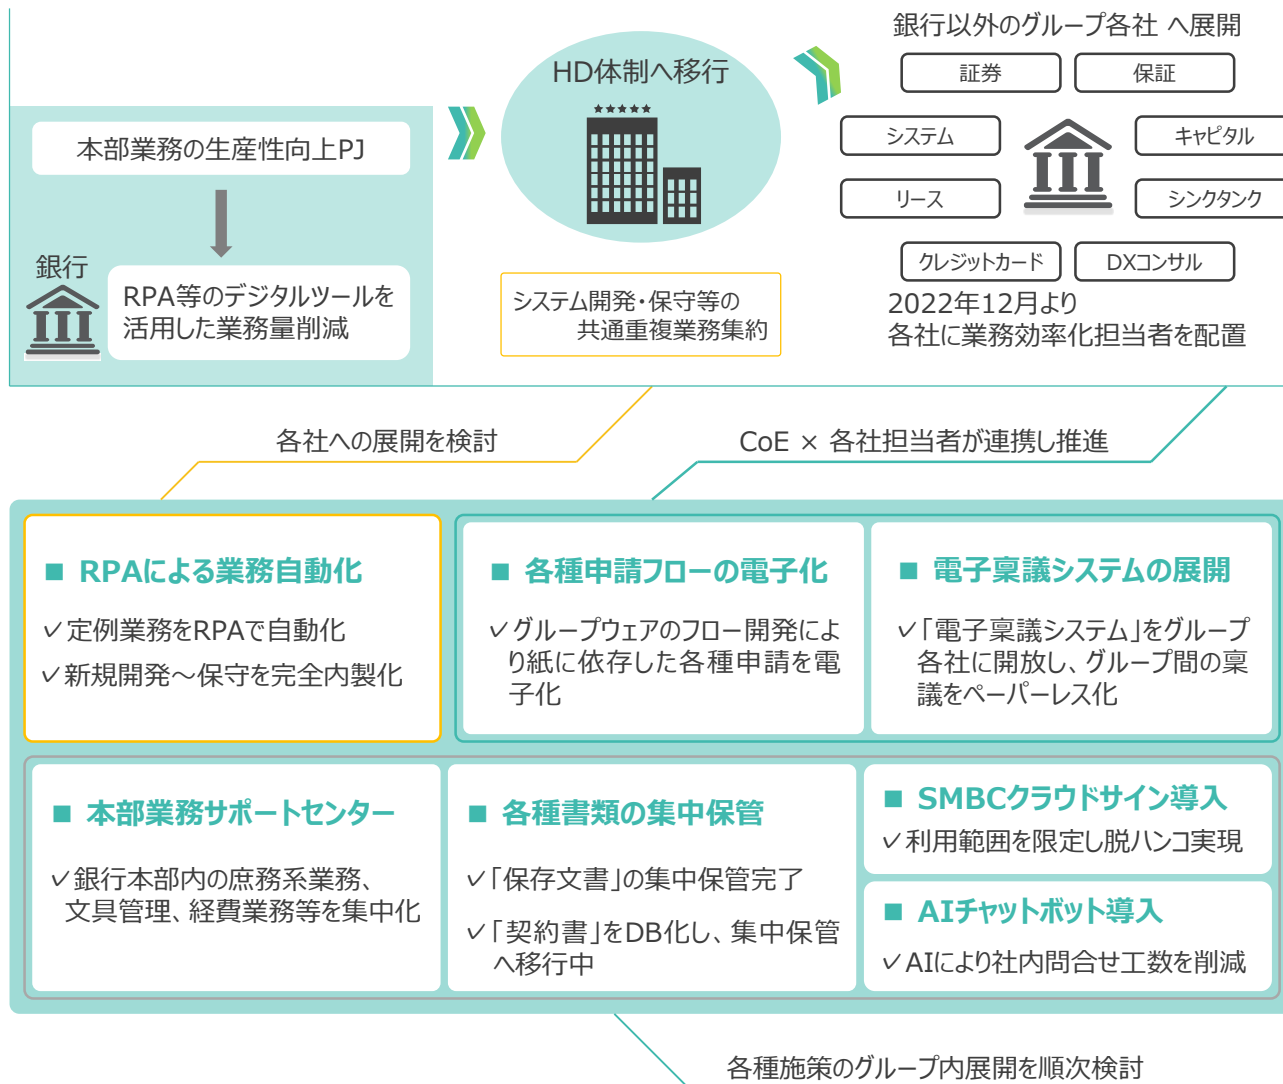 本部業務の生産性向上PJ
銀行
RPA等のデジタルツールを
活用した業務量削減
HD体制へ移行
システム開発・保守等の
共通重複業務集約
銀行以外のグループ各社 へ展開
証券
保証
システム
キャピタル
リース
シンクタンク
クレジットカード
DXコンサル
2022年12月より
各社に業務効率化担当者を配置
各社への展開を検討
CoE × 各社担当者が連携し推進
■ RPAによる業務自動化
✓定例業務をRPAで自動化
✓新規開発～保守を完全内製化
■ 各種申請フローの電子化
✓グループウェアのフロー開発によ
り紙に依存した各種申請を電
子化
■ 電子稟議システムの展開
✓「電子稟議システム」をグループ
各社に開放し、グループ間の稟
議をペーパーレス化
■ 本部業務サポートセンター
✓銀行本部内の庶務系業務、
文具管理、経費業務等を集中化
■ 各種書類の集中保管
✓「保存文書」の集中保管完了
✓「契約書」をDB化し、集中保管
へ移行中
■ SMBCクラウドサイン導入
✓利用範囲を限定し脱ハンコ実現
■ AIチャットボット導入
✓AIにより社内問合せ工数を削減
各種施策のグループ内展開を順次検討